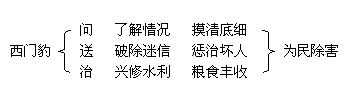 问 了解情况 摸清底细
西门豹 送 破除迷信 惩治坏人 为民除害
治 兴修水利 粮食丰收